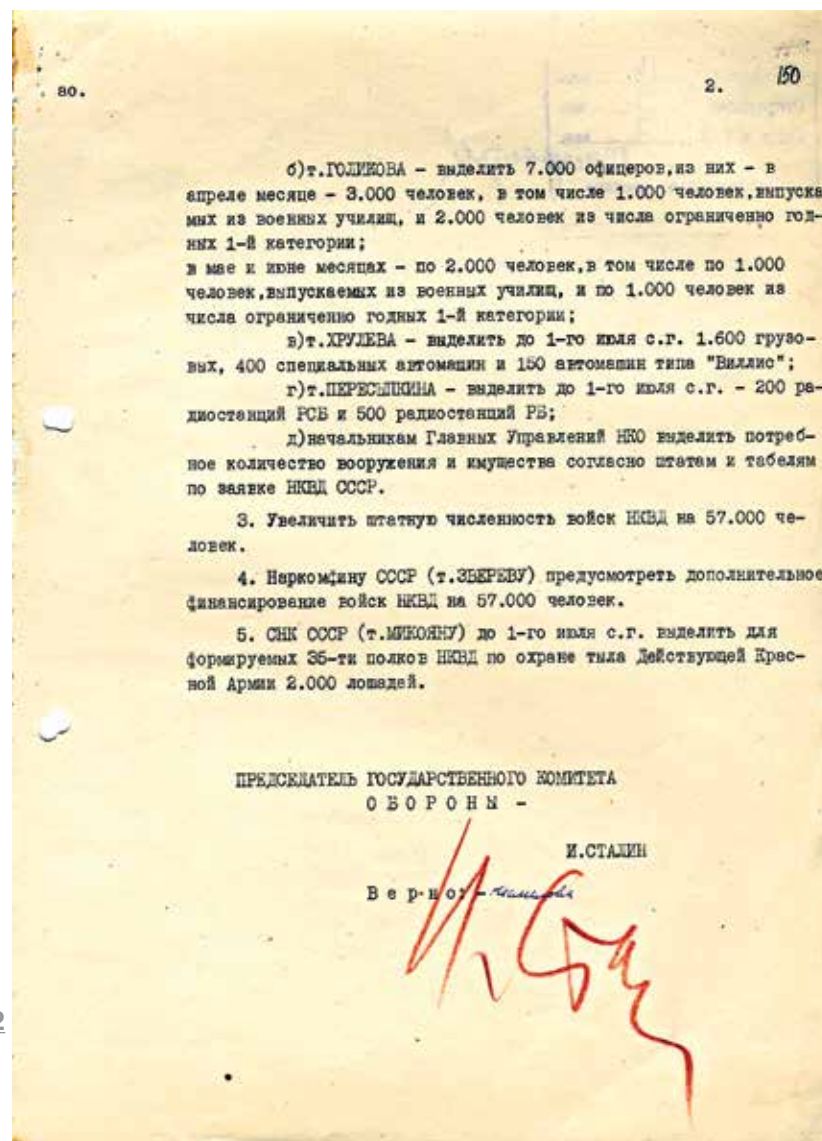 150
80. 2.
б)т.ГОЛИКОВА – выделить 7.000 офицеров,из них – в
апреле месяце – 3.000 человек, в том числе 1.000 человек,выпуска
мых из военных училищ, и 2.000 человек из числа ограниченно год-
ных 1-й категории;
в мае и июне месяцах – по 2.000 человек,в том числе по 1.000
человек,выпускаемых из военных училищ, и по 1.000 человек из
числа ограниченно годных 1-й категории;
в)т.ХРУЛЕВА – выделить до 1-го июля с.г. 1.600 грузо-
вых, 400 специальных автомашин и 150 автомашин типа "Виллис";
г)т.ПЕРЕСЫПКИНА – выделить до 1-го июля с.г. – 200 ра-
диостанций РСБ и 500 радиостанций РБ;
д)начальникам Главных Управлений НКО выделить потреб-
ное количество вооружения и имущества согласно штатам и табелям
по заявке НКВД СССР.
3. Увеличить штатную численность войск НКВД на 57.000 че-
ловек.
4. Наркомфину СССР (т.ЗВЕРЕВУ) предусмотреть дополнительное
финансирование войск НКВД на 57.000 человек.
5. СНК СССР (т.МИКОЯНУ) до 1-го июля с.г. выделить для
формируемых 35-ти полков НКВД по охране тыла Действующей Крас-
ной Армии 2.000 лошадей.
ПРЕДСЕДАТЕЛЬ ГОСУДАРСТВЕННОГО КОМИТЕТА
О Б О Р О Н Ы –
И.СТАЛИН
В е р н о: –
И. Ст